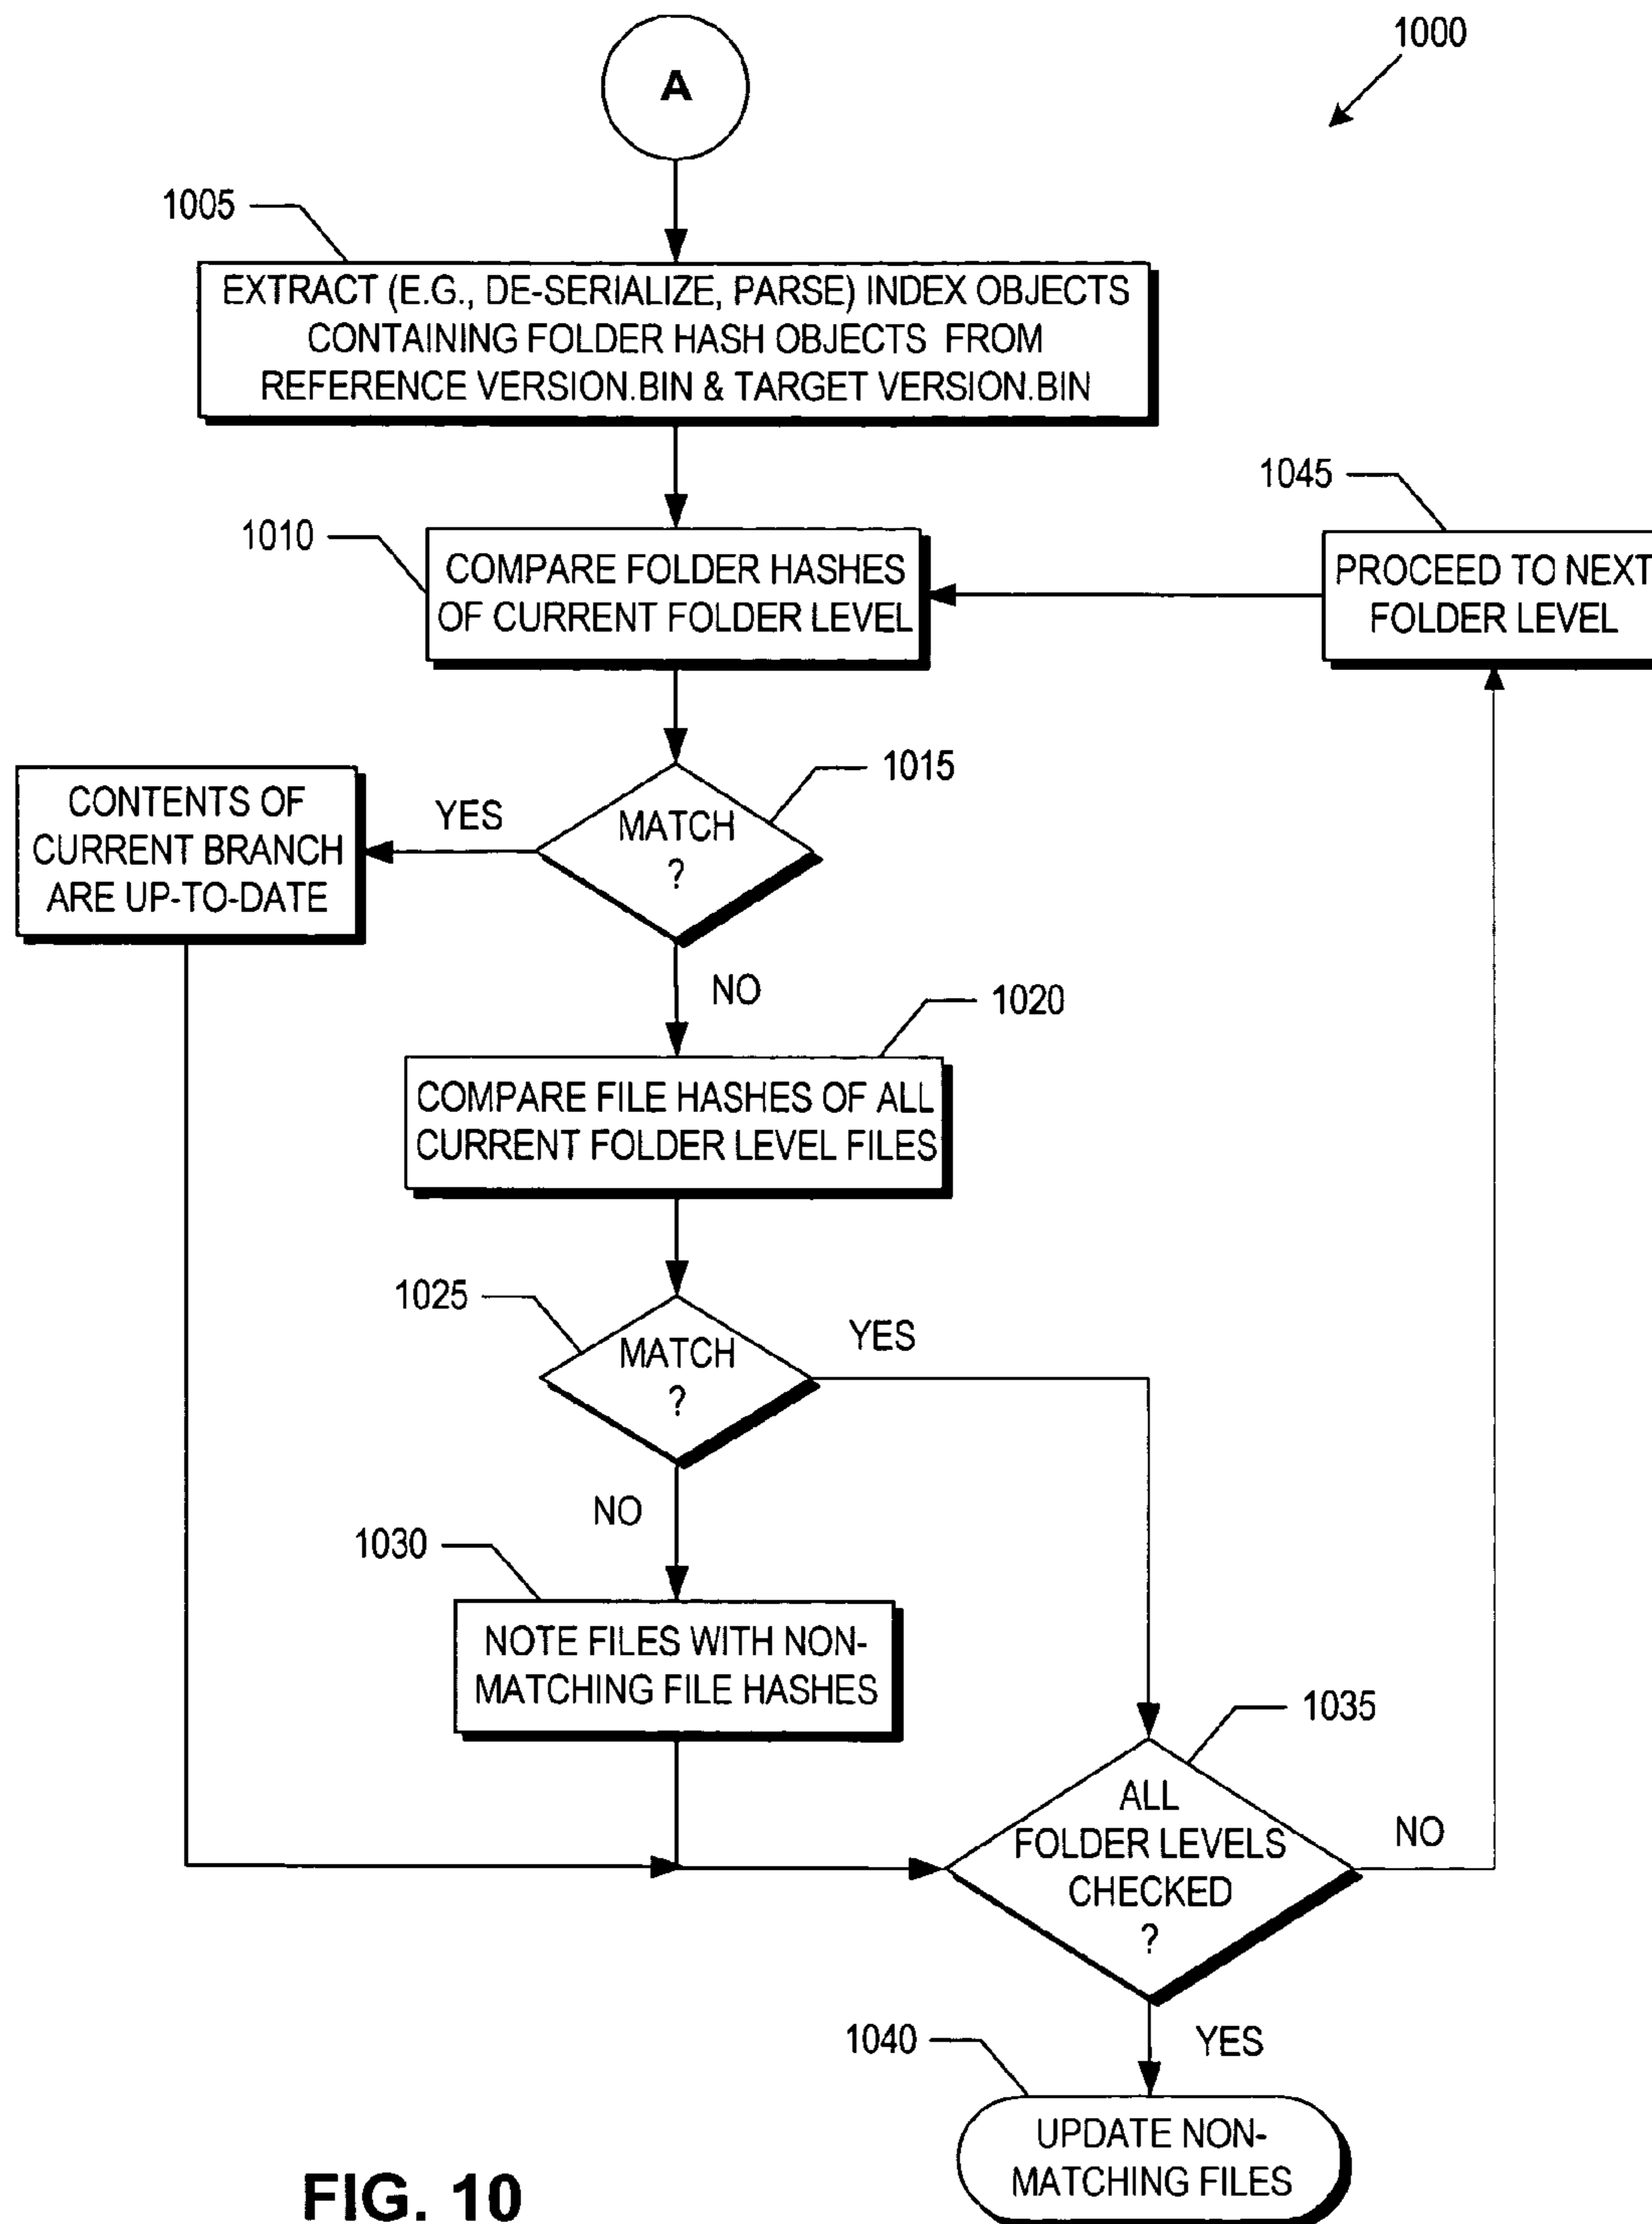 1000
A
1005
EXTRACT (E.G., DE-SERIALIZE, PARSE) INDEX OBJECTS
CONTAINING FOLDER HASH OBJECTS FROM
REFERENCE VERSION.BIN & TARGET VERSION.BIN
1045
1010
COMPARE FOLDER HASHES
OF CURRENT FOLDER LEVEL
PROCEED TO NEXT
FOLDER LEVEL
1015
CONTENTS OF
CURRENT BRANCH
ARE UP-TO-DATE
YES
MATCH
?
NO
1020
COMPARE FILE HASHES OF ALL
CURRENT FOLDER LEVEL FILES
1025
MATCH
?
YES
NO
1030
NOTE FILES WITH NON-
MATCHING FILE HASHES
1035
ALL
FOLDER LEVELS
CHECKED
?
NO
YES
1040
UPDATE NON-
MATCHING FILES
FIG. 10